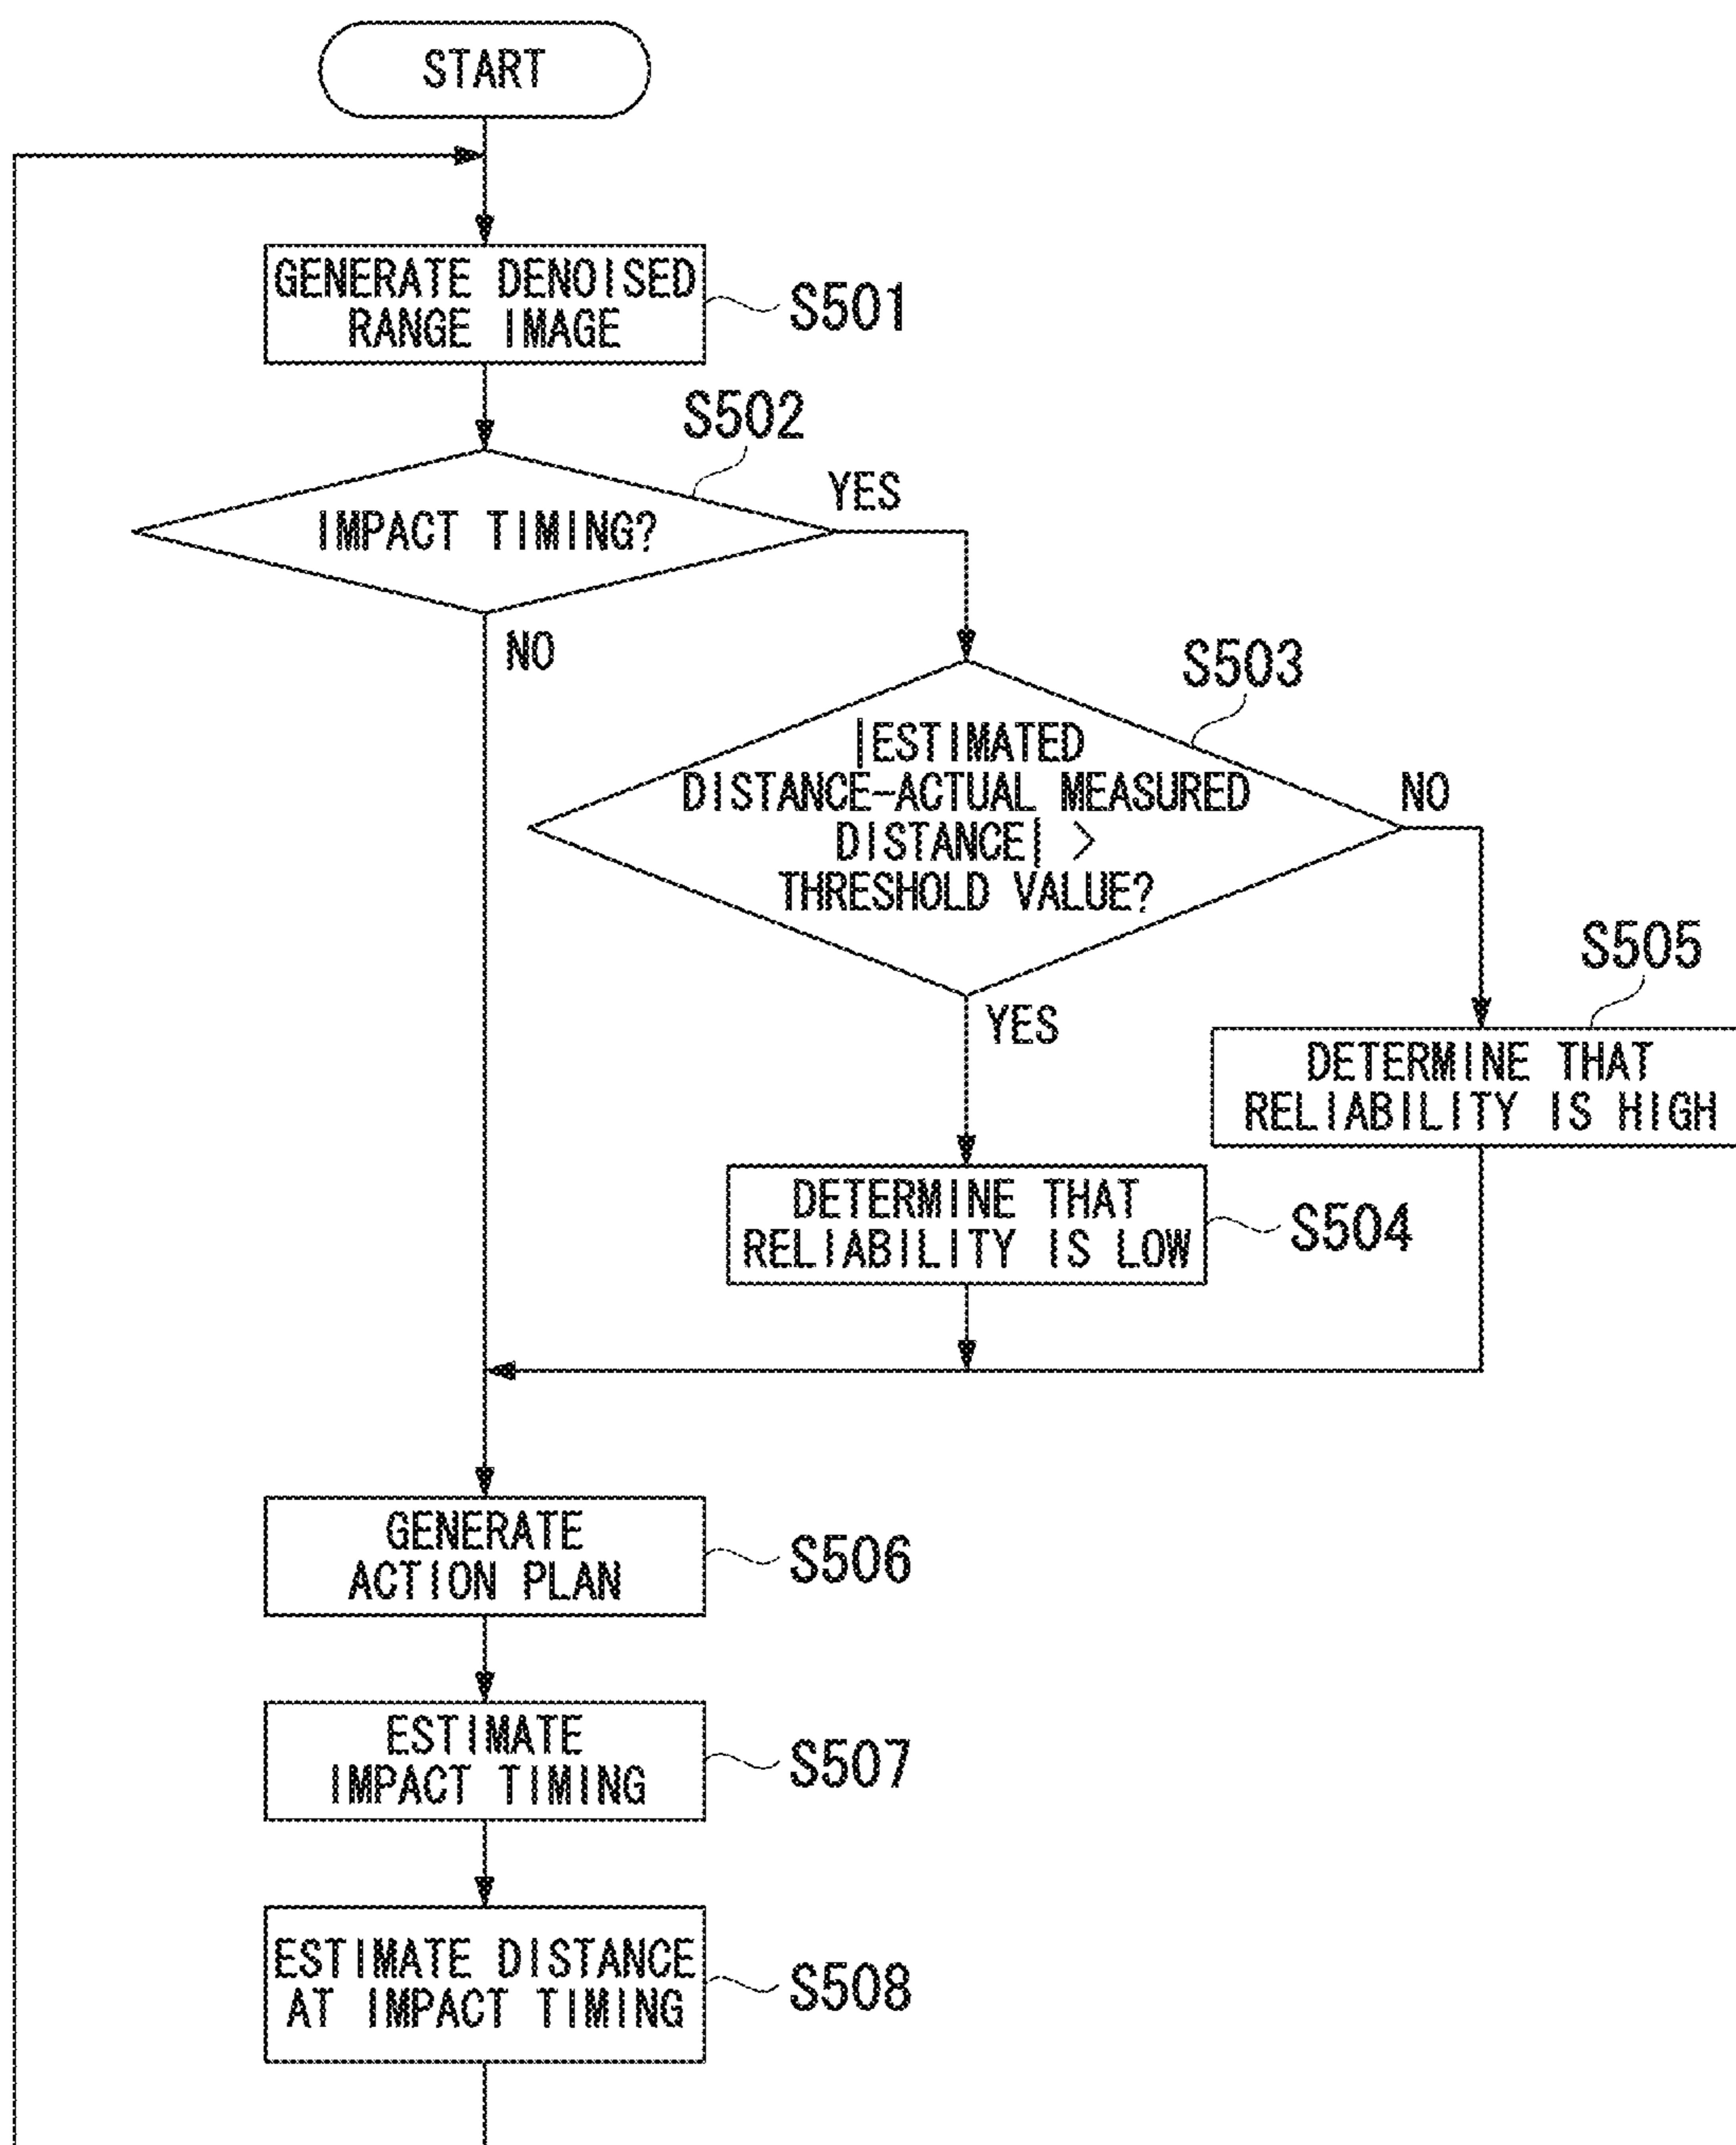 START
GENERATE DENOISED
RANGE IMAGE
S501
S502
IMPACT TIMING?
YES
NO
S503
|ESTIMATED
DISTANCE-ACTUAL MEASURED
DISTANCE| >
THRESHOLD VALUE?
NO
YES
S505
DETERMINE THAT
RELIABILITY IS HIGH
DETERMINE THAT
RELIABILITY IS LOW
S504
GENERATE
ACTION PLAN
S506
ESTIMATE
IMPACT TIMING
S507
ESTIMATE DISTANCE
AT IMPACT TIMING
S508